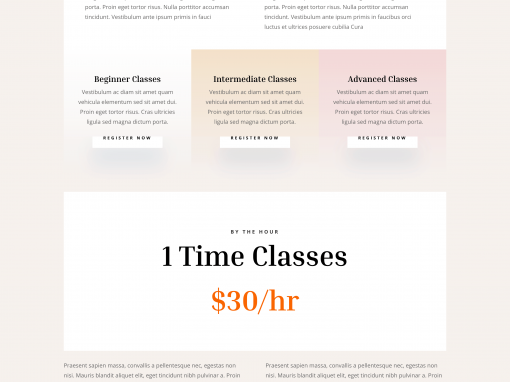 porta. Proin eget tortor risus. Nulla porttitor accumsan
tincidunt. Vestibulum ante ipsum primis in fauci
porta. Proin eget tortor risus. Nulla porttitor accumsan
tincidunt. Vestibulum ante ipsum primis in faucibus orci
luctus et ultrices posuere cubilia Cura
Beginner Classes
Vestibulum ac diam sit amet quam
vehicula elementum sed sit amet dui.
Proin eget tortor risus. Cras ultricies
ligula sed magna dictum porta.
REGISTER NOW
Intermediate Classes
Vestibulum ac diam sit amet quam
vehicula elementum sed sit amet dui.
Proin eget tortor risus. Cras ultricies
ligula sed magna dictum porta.
REGISTER NOW
Advanced Classes
Vestibulum ac diam sit amet quam
vehicula elementum sed sit amet dui.
Proin eget tortor risus. Cras ultricies
ligula sed magna dictum porta.
REGISTER NOW
BY THE HOUR
1 Time Classes
$30/hr
Praesent sapien massa, convallis a pellentesque nec, egestas non
nisi. Mauris blandit aliquet elit, eget tincidunt nibh pulvinar a. Proin
Praesent sapien massa, convallis a pellentesque nec, egestas non
nisi. Mauris blandit aliquet elit, eget tincidunt nibh pulvinar a. Proin